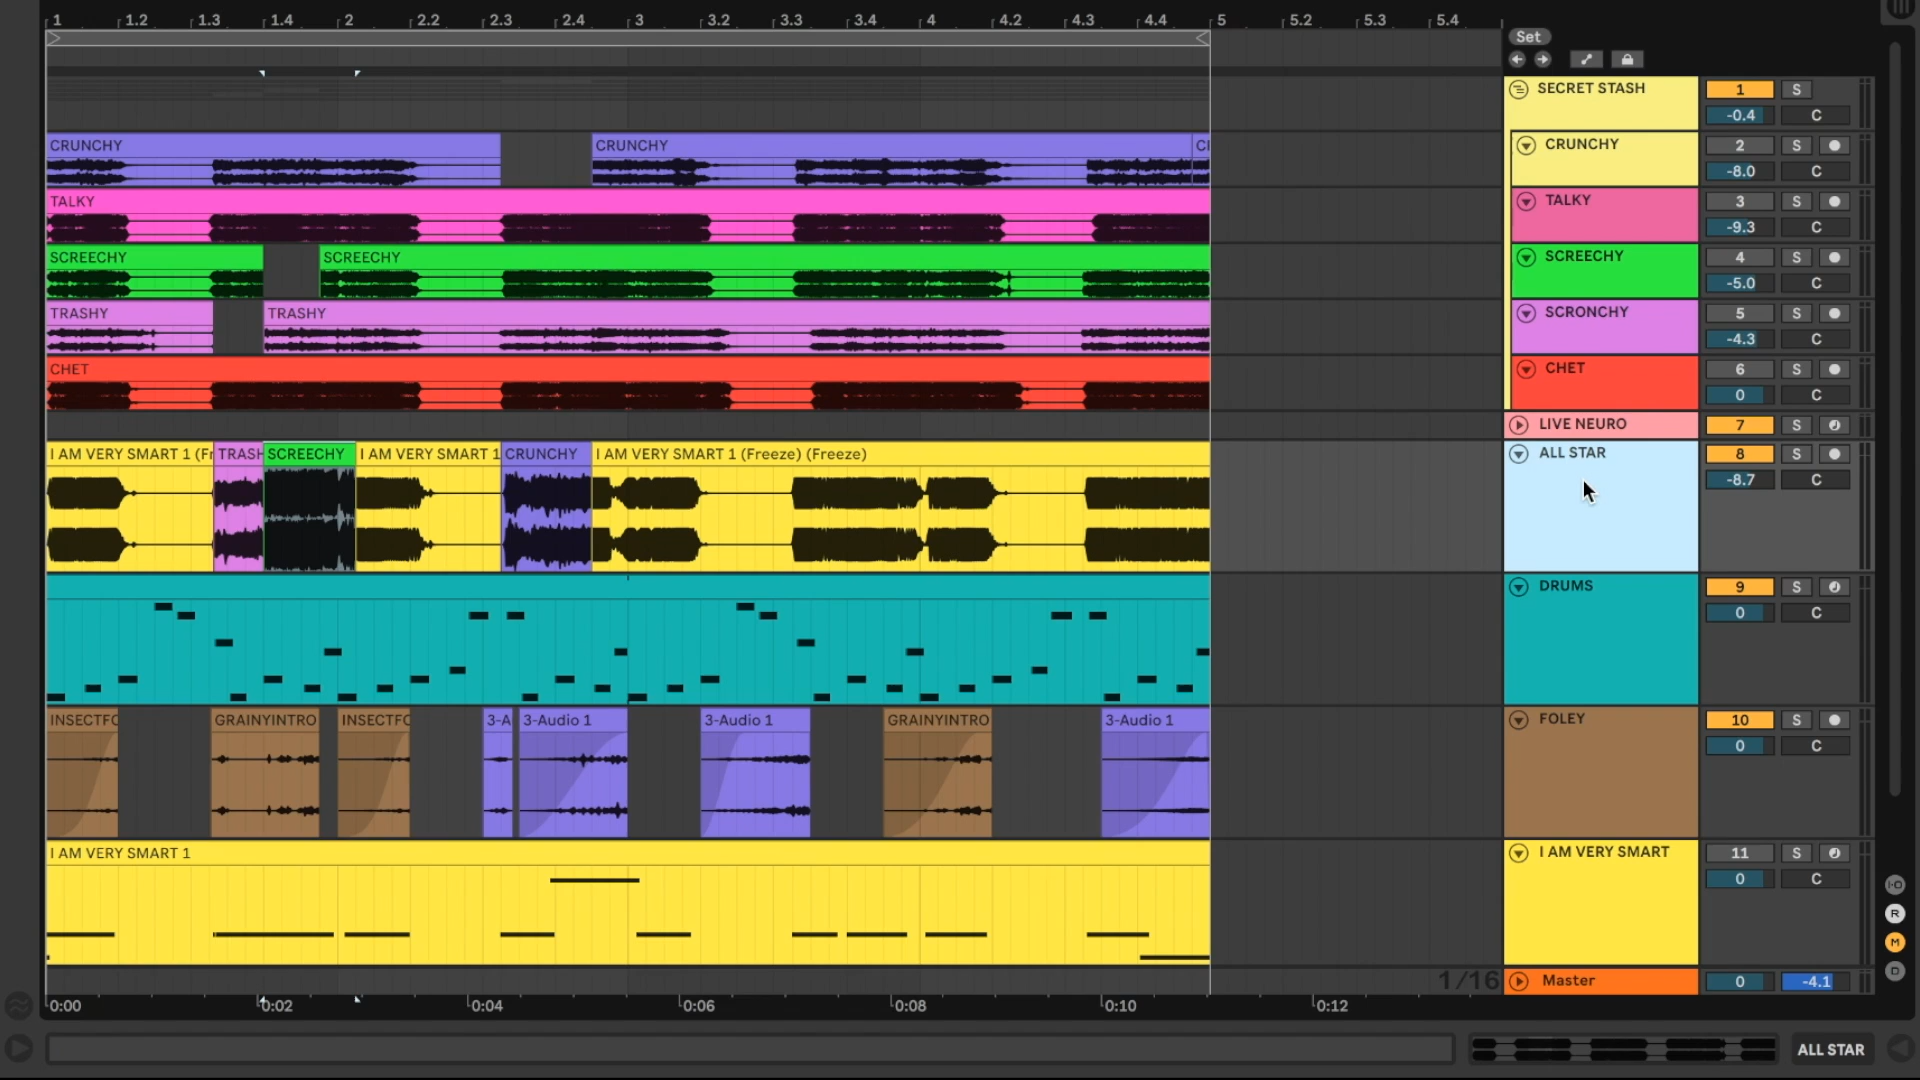 1 1.2 1.3 1.4 2 2.2 2.3 2.4 3 3.2 3.3 3.4 4 4.2 4.3 4.4 5 5.2 5.3 5.4
Set
SECRET STASH 1 S
-0.4 C
CRUNCHY CRUNCHY CRUNCHY 2 S
-8.0 C
TALKY TALKY 3 S
-9.3 C
SCREECHY SCREECHY SCREECHY 4 S
-5.0 C
TRASHY TRASHY SCRONCHY 5 S
-4.3 C
CHET CHET 6 S
0 C
LIVE NEURO 7 S
I AM VERY SMART 1 (Fr TRASH SCREECHY I AM VERY SMART 1 CRUNCHY I AM VERY SMART 1 (Freeze) (Freeze) ALL STAR 8 S
-8.7 C
DRUMS 9 S
0 C
INSECTFO GRAINYINTRO INSECTFO 3-A 3-Audio 1 3-Audio 1 GRAINYINTRO 3-Audio 1 FOLEY 10 S
0 C
I AM VERY SMART 1 I AM VERY SMART 11 S
0 C
I-O
R
M
D
1/16 Master 0 -4.1
0:00 0:02 0:04 0:06 0:08 0:10 0:12
ALL STAR